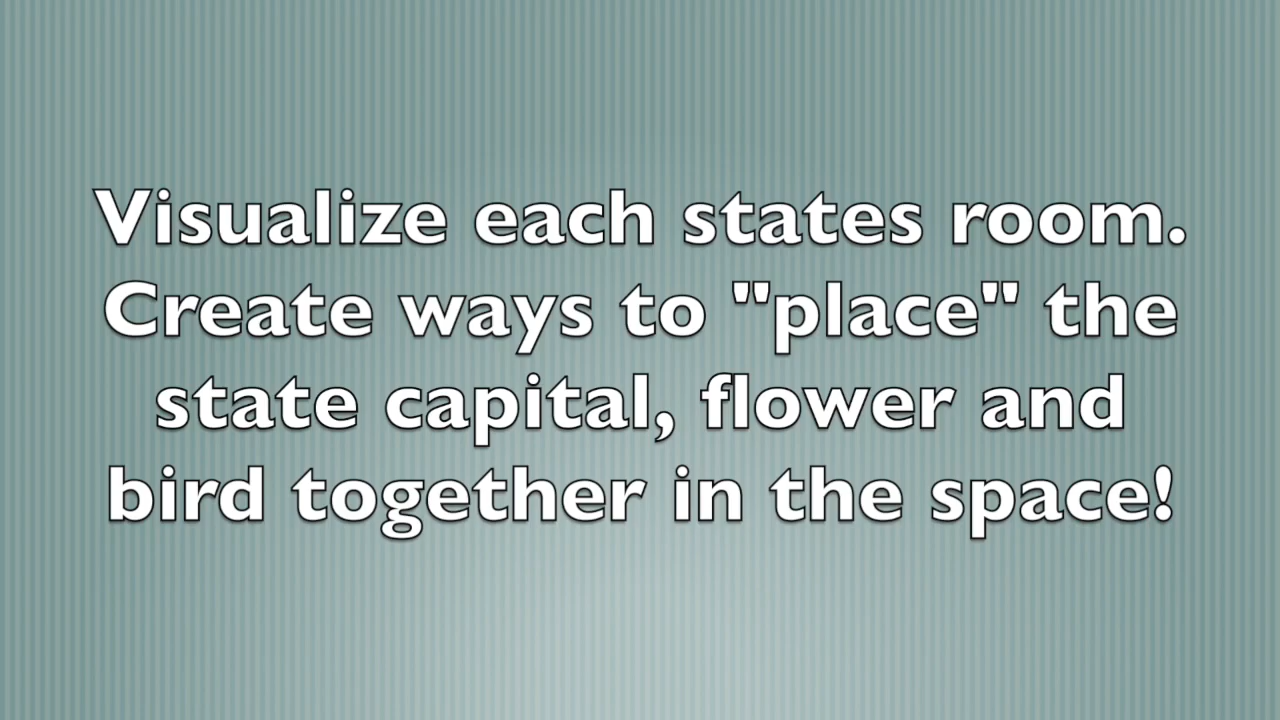 Visualize each states room.
Create ways to "place" the
state capital, flower and
bird together in the space!